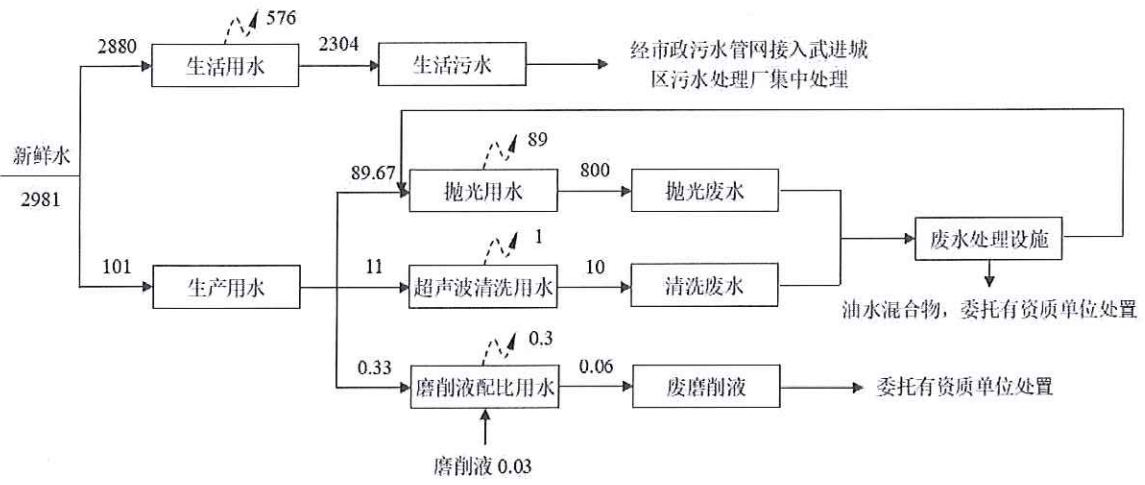 576
2880
生活用水
2304
生活污水
经市政污水管网接入武进城
区污水处理厂集中处理
新鲜水
2981
89
89.67
抛光用水
800
抛光废水
废水处理设施
油水混合物，委托有资质单位处置
101
生产用水
1
11
超声波清洗用水
10
清洗废水
0.3
0.33
磨削液配比用水
0.06
废磨削液
委托有资质单位处置
磨削液 0.03